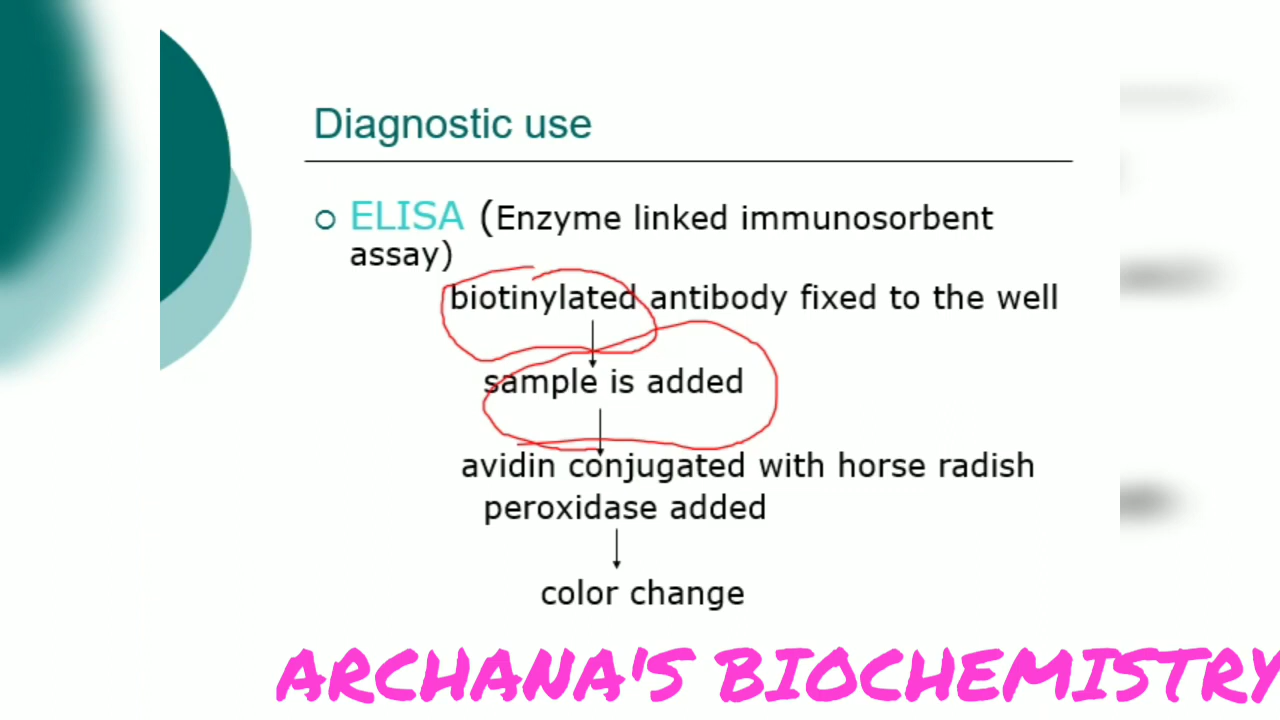 Diagnostic use
ELISA (Enzyme linked immunosorbent
assay)
biotinylated antibody fixed to the well
sample is added
avidin conjugated with horse radish
peroxidase added
color change
ARCHANA'S BIOCHEMISTRY